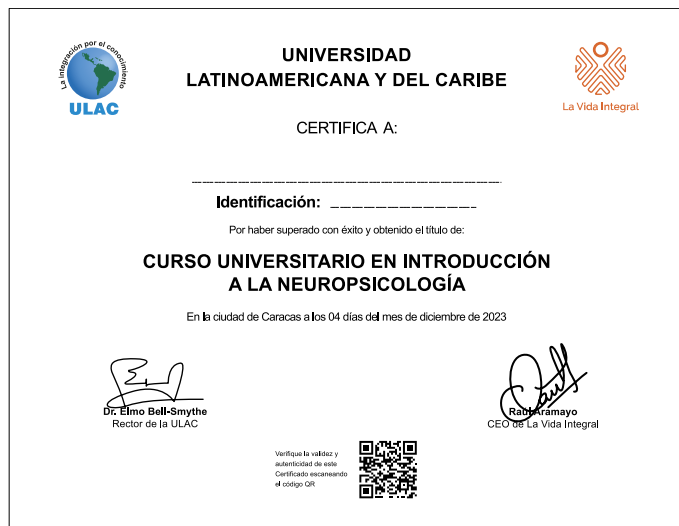 La integración por el conocimiento
ULAC
UNIVERSIDAD
LATINOAMERICANA Y DEL CARIBE
La Vida Integral
CERTIFICA A:
Identificación:
Por haber superado con éxito y obtenido el título de:
CURSO UNIVERSITARIO EN INTRODUCCIÓN
A LA NEUROPSICOLOGÍA
En la ciudad de Caracas a los 04 días del mes de diciembre de 2023
Dr. Elmo Bell-Smythe
Rector de la ULAC
Raúl Aramayo
CEO de La Vida Integral
Verifique la validez y
autenticidad de este
Certificado escaneando
el código QR